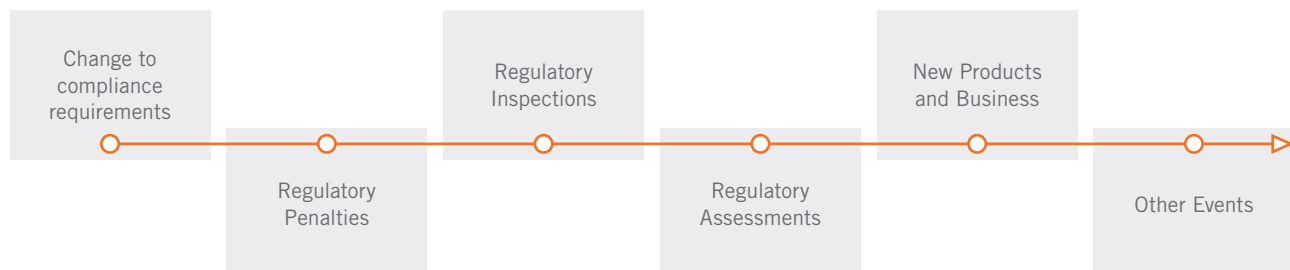 Change to
compliance
requirements
Regulatory
Penalties
Regulatory
Inspections
Regulatory
Assessments
New Products
and Business
Other Events